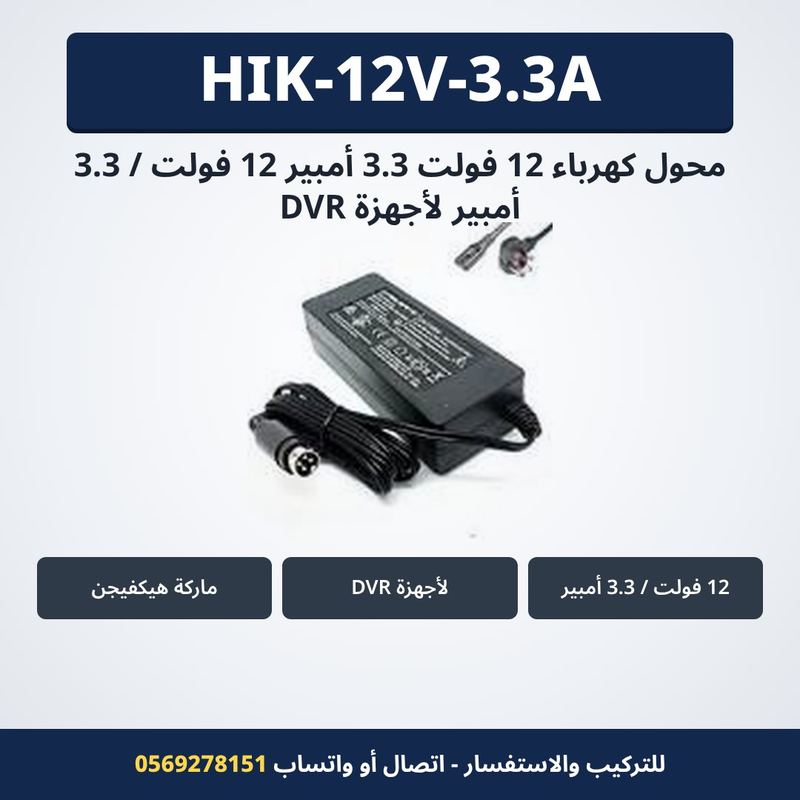 HIK-12V-3.3A
محول كهرباء 12 فولت 3.3 أمبير 12 فولت / 3.3
أمبير لأجهزة DVR
12 فولت / 3.3 أمبير
لأجهزة DVR
ماركة هيكفيجن
للتركيب والاستفسار - اتصال أو واتساب 0569278151